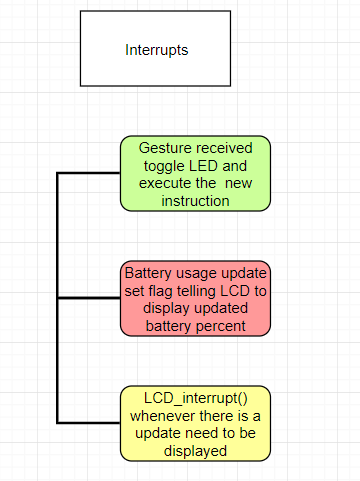 Interrupts
Gesture received
toggle LED and
execute the new
instruction
Battery usage update
set flag telling LCD to
display updated
battery percent
LCD_interrupt()
whenever there is a
update need to be
displayed